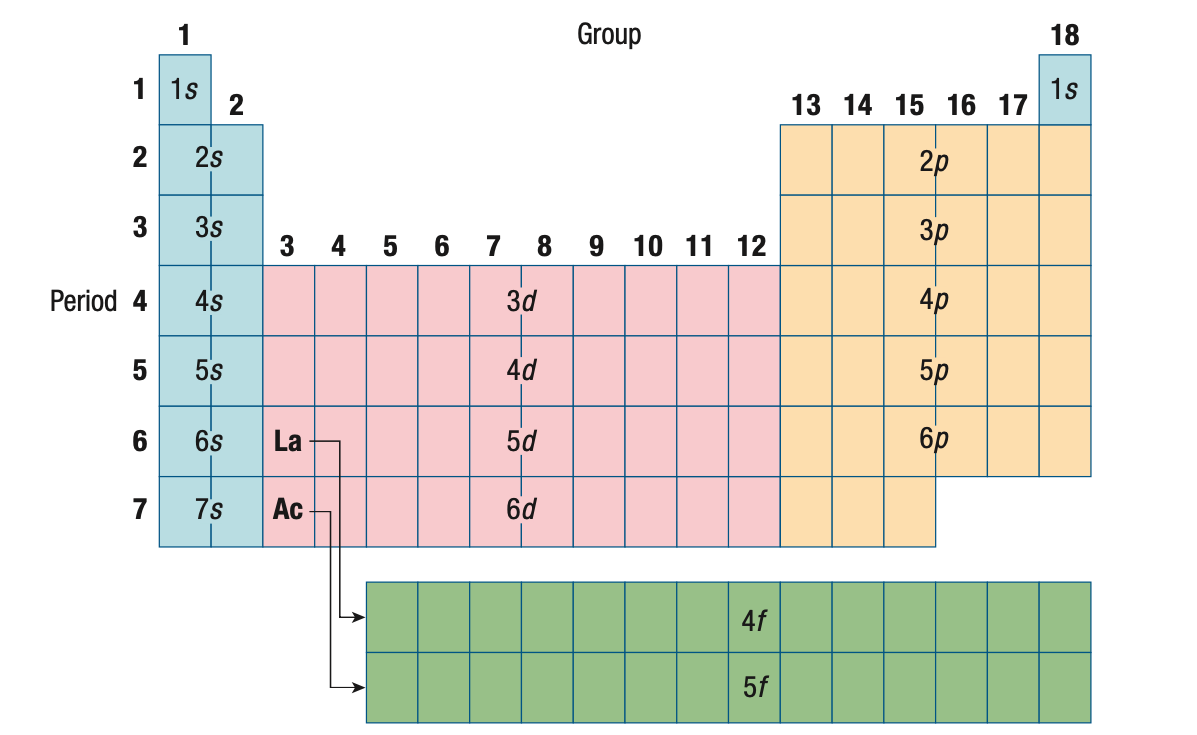 1 Group 18
1 1s 2 13 14 15 16 17 1s
2 2s 2p
3 3s 3 4 5 6 7 8 9 10 11 12 3p
Period 4 4s 3d 4p
5 5s 4d 5p
6 6s La 5d 6p
7 7s Ac 6d
4f
5f